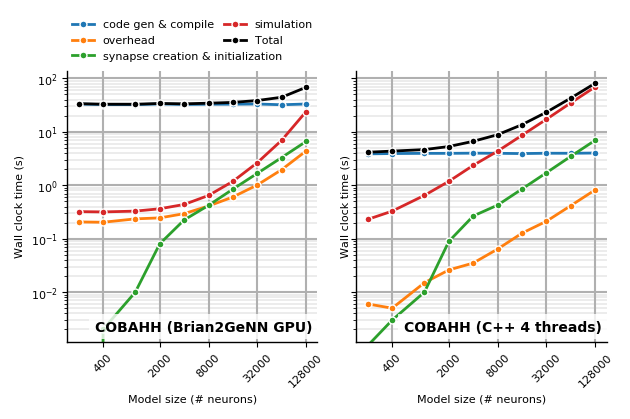 code gen & compile
overhead
synapse creation & initialization
simulation
Total
Wall clock time (s)
10²
10¹
10⁰
10⁻¹
10⁻²
COBAHH (Brian2GeNN GPU)
400
2000
8000
32000
128000
Model size (# neurons)
Wall clock time (s)
COBAHH (C++ 4 threads)
400
2000
8000
32000
128000
Model size (# neurons)